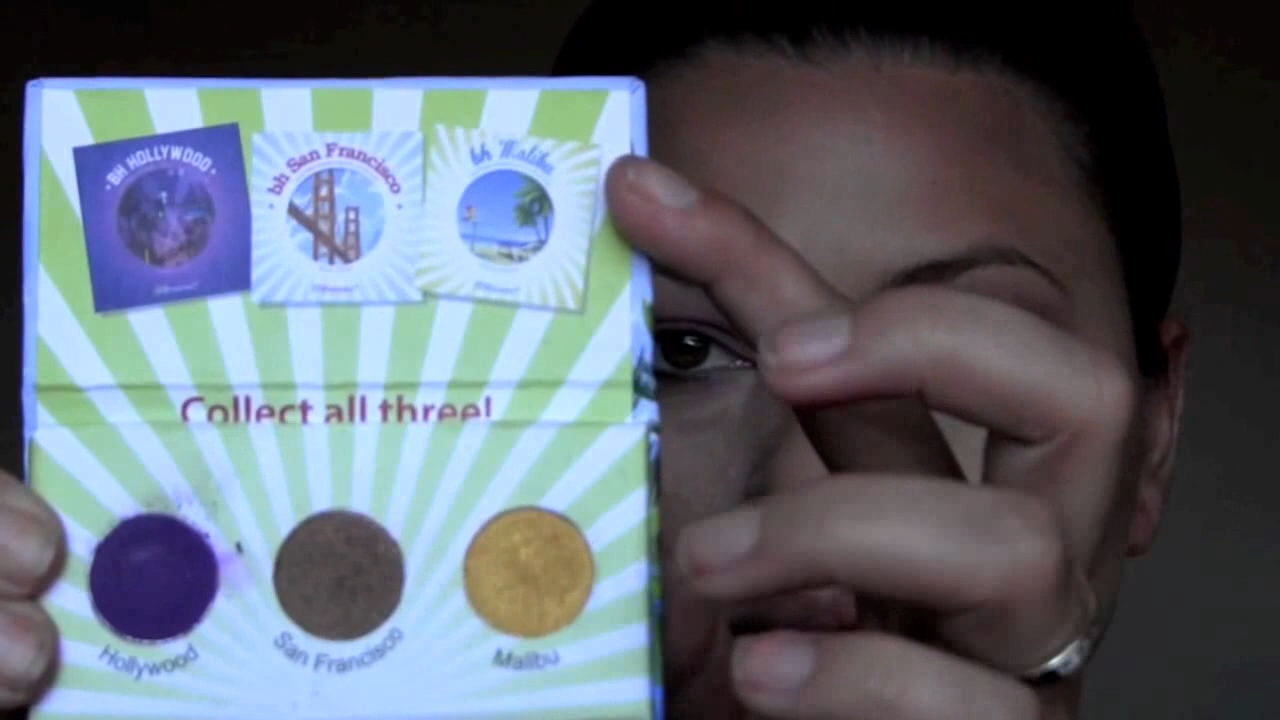 BH HOLLYWOOD
bh San Francisco
bh Malibu
Collect all three!
Hollywood
San Francisco
Malibu